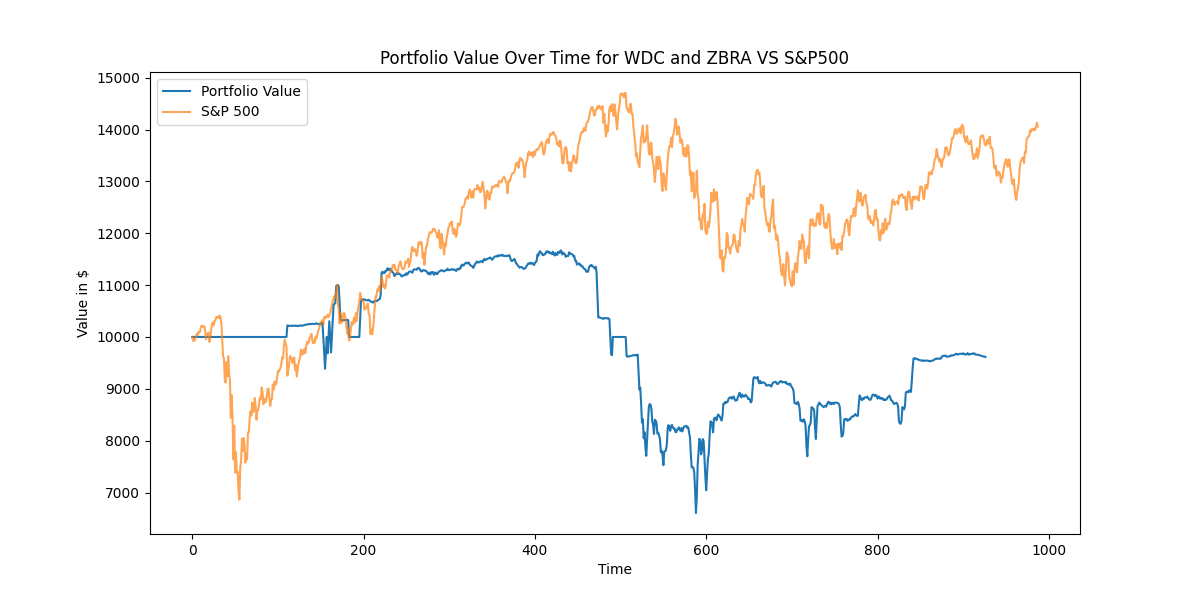 Portfolio Value Over Time for WDC and ZBRA VS S&P500
Portfolio Value
S&P 500
15000
14000
13000
12000
11000
10000
9000
8000
7000
Value in $
0 200 400 600 800 1000
Time